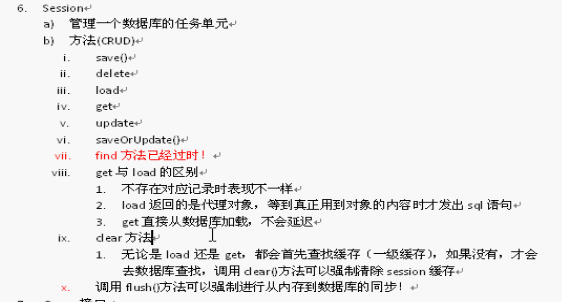 6. Session
a) 管理一个数据库的任务单元
b) 方法(CRUD)
i. save()
ii. delete
iii. load
iv. get
v. update
vi. saveOrUpdate()
vii. find 方法已经过时！
viii. get 与 load 的区别
1. 不存在对应记录时表现不一样
2. load 返回的是代理对象，等到真正用到对象的内容时才发出 sql 语句
3. get 直接从数据库加载，不会延迟
ix. clear 方法
1. 无论是 load 还是 get，都会首先查找缓存（一级缓存），如果没有，才会
去数据库查找，调用 clear()方法可以强制清除 session 缓存
x. 调用 flush()方法可以强制进行从内存到数据库的同步！